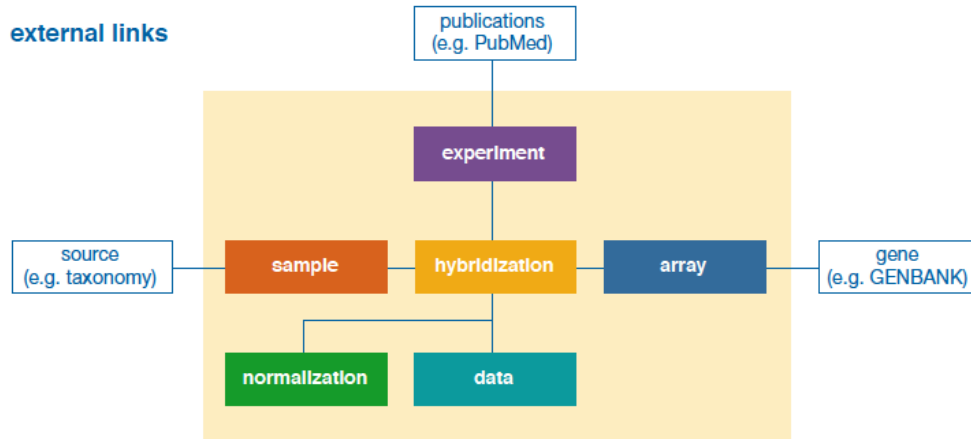 external links
publications
(e.g. PubMed)
experiment
source
(e.g. taxonomy)
sample
hybridization
array
gene
(e.g. GENBANK)
normalization
data